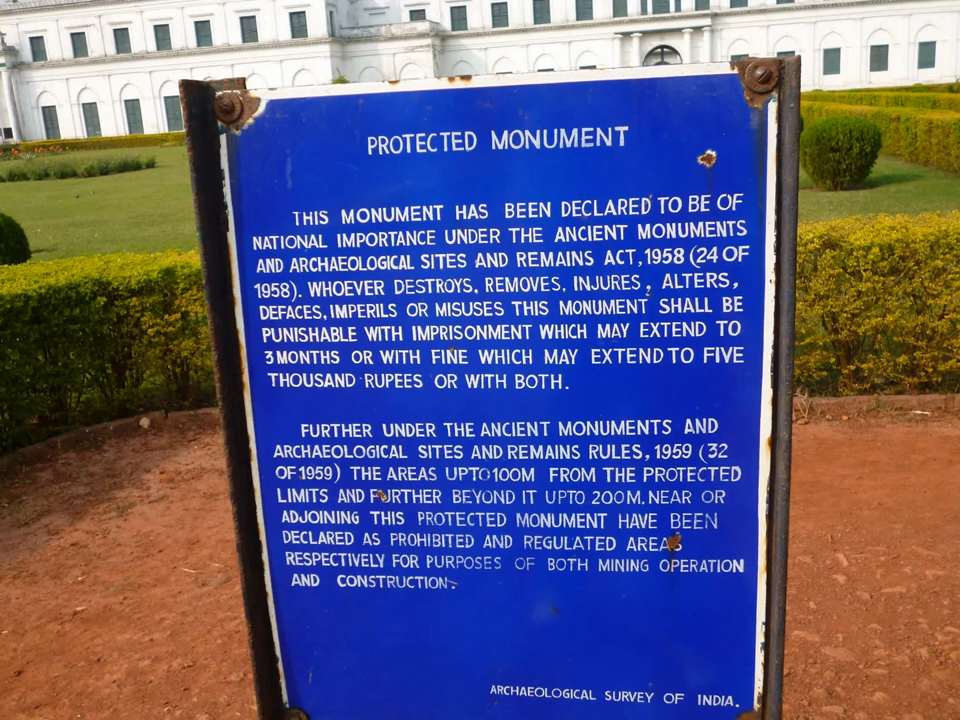 PROTECTED MONUMENT
THIS MONUMENT HAS BEEN DECLARED TO BE OF
NATIONAL IMPORTANCE UNDER THE ANCIENT MONUMENTS
AND ARCHAEOLOGICAL SITES AND REMAINS ACT, 1958 (24 OF
1958). WHOEVER DESTROYS, REMOVES, INJURES, ALTERS,
DEFACES, IMPERILS OR MISUSES THIS MONUMENT SHALL BE
PUNISHABLE WITH IMPRISONMENT WHICH MAY EXTEND TO
3 MONTHS OR WITH FINE WHICH MAY EXTEND TO FIVE
THOUSAND RUPEES OR WITH BOTH.
FURTHER UNDER THE ANCIENT MONUMENTS AND
ARCHAEOLOGICAL SITES AND REMAINS RULES, 1959 (32
OF 1959) THE AREAS UPTO 100M FROM THE PROTECTED
LIMITS AND FURTHER BEYOND IT UPTO 200M. NEAR OR
ADJOINING THIS PROTECTED MONUMENT HAVE BEEN
DECLARED AS PROHIBITED AND REGULATED AREAS
RESPECTIVELY FOR PURPOSES OF BOTH MINING OPERATION
AND CONSTRUCTION.
ARCHAEOLOGICAL SURVEY OF INDIA.